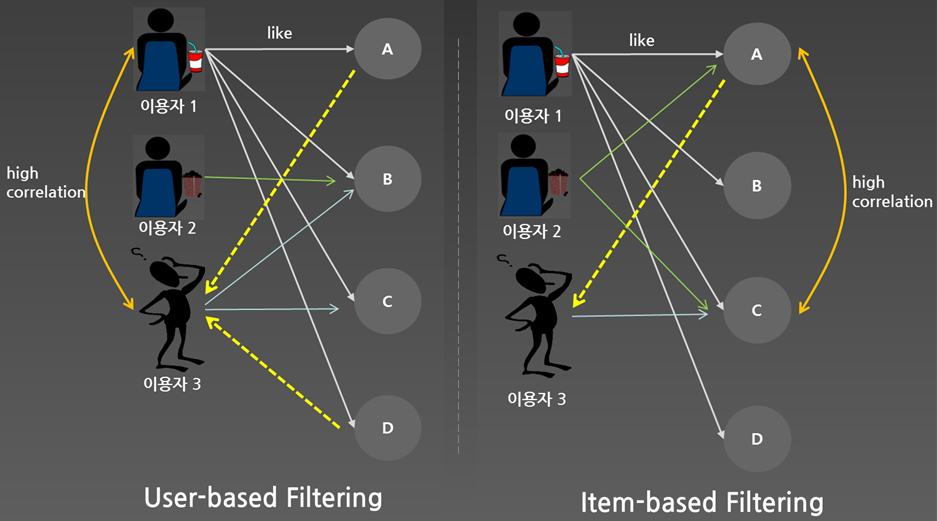 like
A
이용자 1
high
correlation
B
이용자 2
C
이용자 3
D
User-based Filtering
like
A
이용자 1
B
high
correlation
이용자 2
C
이용자 3
D
Item-based Filtering